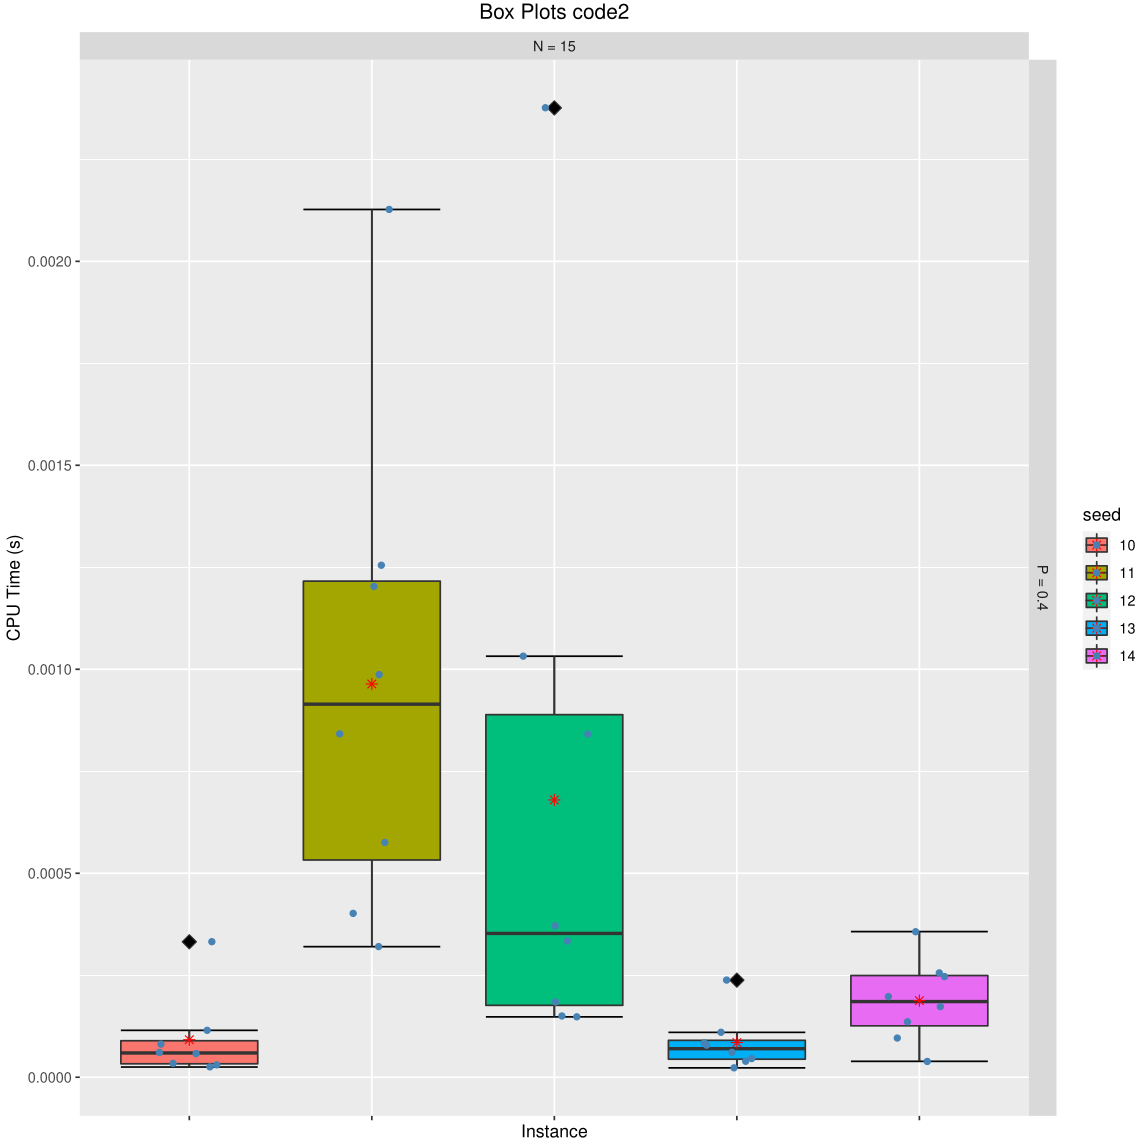 Box Plots code2
N = 15
P = 0.4
CPU Time (s)
0.0020
0.0015
0.0010
0.0005
0.0000
Instance
seed
10
11
12
13
14